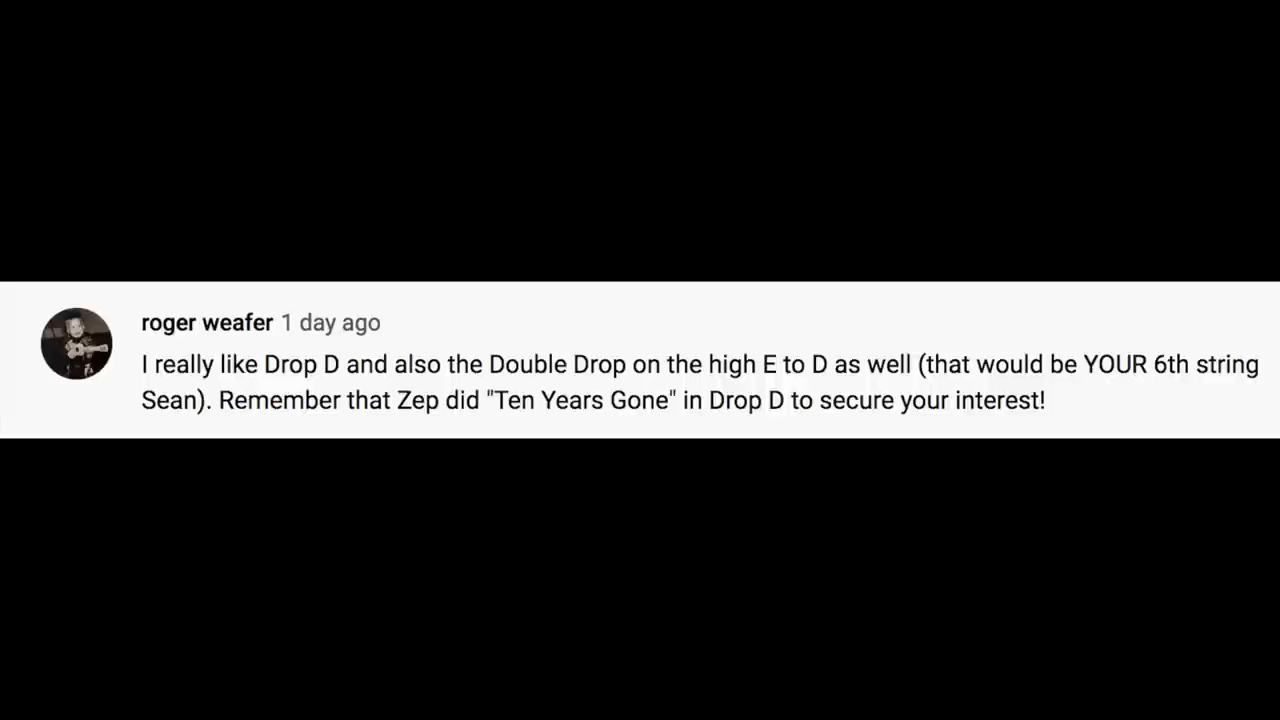 roger weafer 1 day ago
I really like Drop D and also the Double Drop on the high E to D as well (that would be YOUR 6th string
Sean). Remember that Zep did "Ten Years Gone" in Drop D to secure your interest!